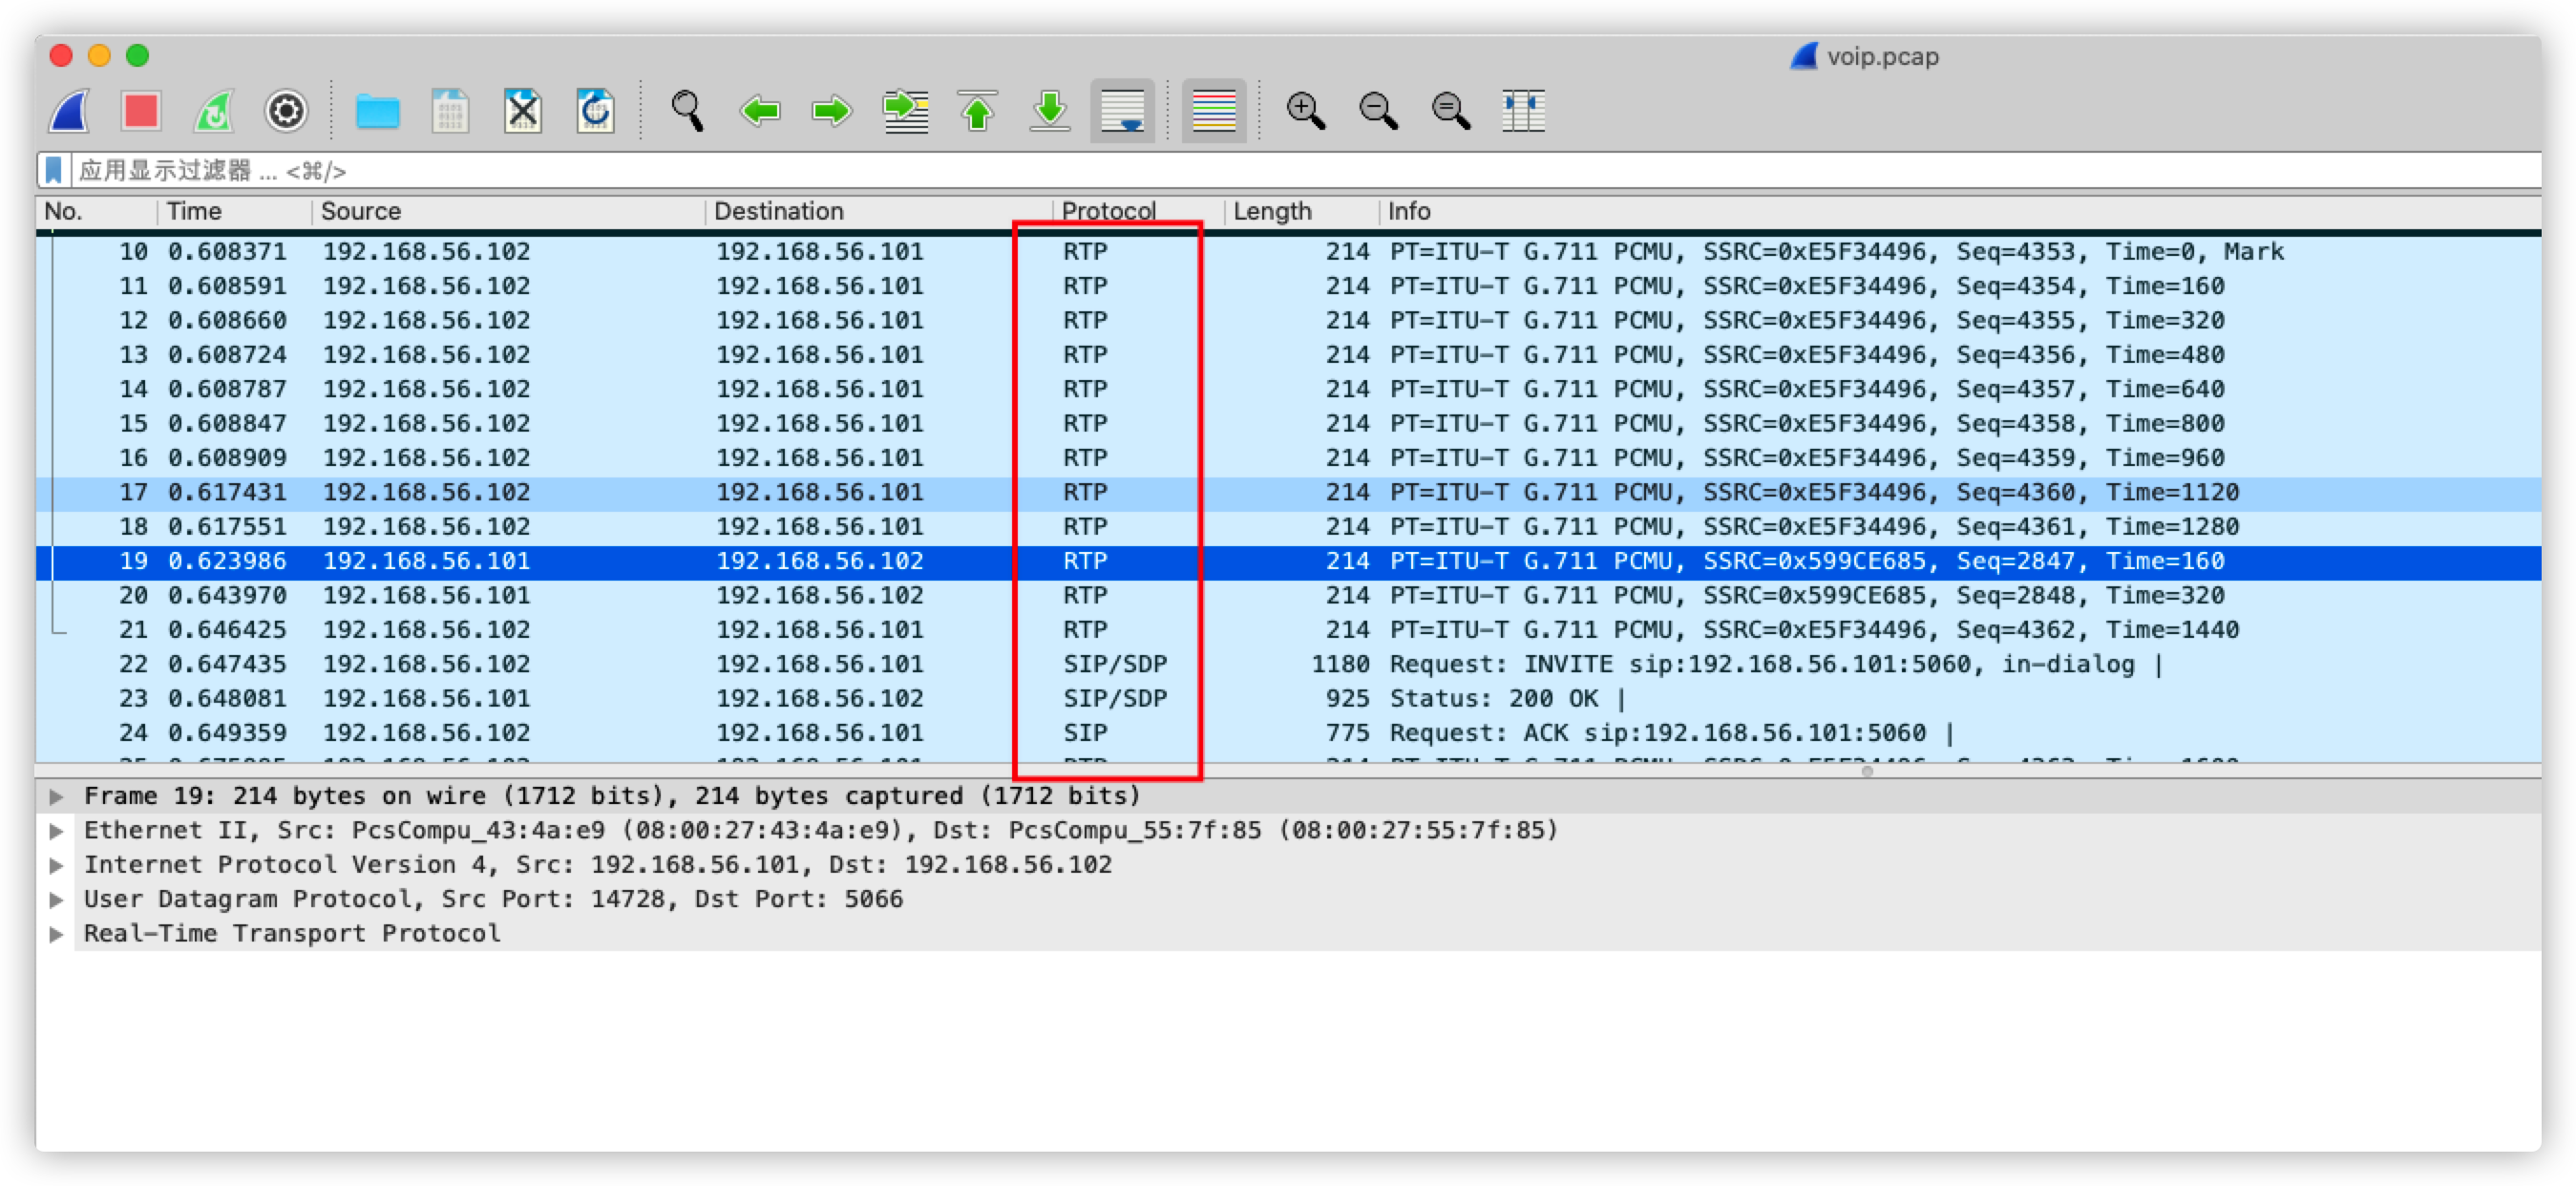 voip.pcap
应用显示过滤器 ... <⌘/>
No. Time Source Destination Protocol Length Info
10 0.608371 192.168.56.102 192.168.56.101 RTP 214 PT=ITU-T G.711 PCMU, SSRC=0xE5F34496, Seq=4353, Time=0, Mark
11 0.608591 192.168.56.102 192.168.56.101 RTP 214 PT=ITU-T G.711 PCMU, SSRC=0xE5F34496, Seq=4354, Time=160
12 0.608660 192.168.56.102 192.168.56.101 RTP 214 PT=ITU-T G.711 PCMU, SSRC=0xE5F34496, Seq=4355, Time=320
13 0.608724 192.168.56.102 192.168.56.101 RTP 214 PT=ITU-T G.711 PCMU, SSRC=0xE5F34496, Seq=4356, Time=480
14 0.608787 192.168.56.102 192.168.56.101 RTP 214 PT=ITU-T G.711 PCMU, SSRC=0xE5F34496, Seq=4357, Time=640
15 0.608847 192.168.56.102 192.168.56.101 RTP 214 PT=ITU-T G.711 PCMU, SSRC=0xE5F34496, Seq=4358, Time=800
16 0.608909 192.168.56.102 192.168.56.101 RTP 214 PT=ITU-T G.711 PCMU, SSRC=0xE5F34496, Seq=4359, Time=960
17 0.617431 192.168.56.102 192.168.56.101 RTP 214 PT=ITU-T G.711 PCMU, SSRC=0xE5F34496, Seq=4360, Time=1120
18 0.617551 192.168.56.102 192.168.56.101 RTP 214 PT=ITU-T G.711 PCMU, SSRC=0xE5F34496, Seq=4361, Time=1280
19 0.623986 192.168.56.101 192.168.56.102 RTP 214 PT=ITU-T G.711 PCMU, SSRC=0x599CE685, Seq=2847, Time=160
20 0.643970 192.168.56.101 192.168.56.102 RTP 214 PT=ITU-T G.711 PCMU, SSRC=0x599CE685, Seq=2848, Time=320
21 0.646425 192.168.56.102 192.168.56.101 RTP 214 PT=ITU-T G.711 PCMU, SSRC=0xE5F34496, Seq=4362, Time=1440
22 0.647435 192.168.56.102 192.168.56.101 SIP/SDP 1180 Request: INVITE sip:192.168.56.101:5060, in-dialog |
23 0.648081 192.168.56.101 192.168.56.102 SIP/SDP 925 Status: 200 OK |
24 0.649359 192.168.56.102 192.168.56.101 SIP 775 Request: ACK sip:192.168.56.101:5060 |
Frame 19: 214 bytes on wire (1712 bits), 214 bytes captured (1712 bits)
Ethernet II, Src: PcsCompu_43:4a:e9 (08:00:27:43:4a:e9), Dst: PcsCompu_55:7f:85 (08:00:27:55:7f:85)
Internet Protocol Version 4, Src: 192.168.56.101, Dst: 192.168.56.102
User Datagram Protocol, Src Port: 14728, Dst Port: 5066
Real-Time Transport Protocol